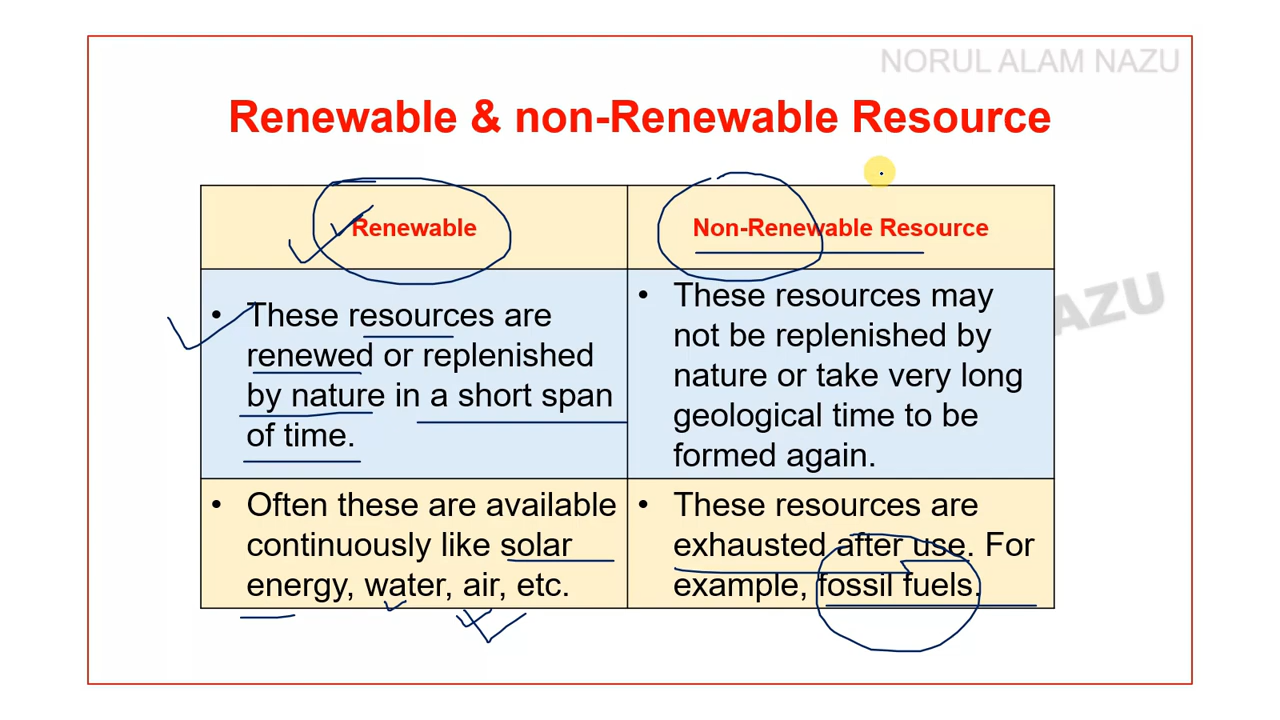 NORUL ALAM NAZU
Renewable & non-Renewable Resource
Renewable
Non-Renewable Resource
• These resources are
renewed or replenished
by nature in a short span
of time.
• These resources may
not be replenished by
nature or take very long
geological time to be
formed again.
NAZU
• Often these are available
continuously like solar
energy, water, air, etc.
• These resources are
exhausted after use. For
example, fossil fuels.